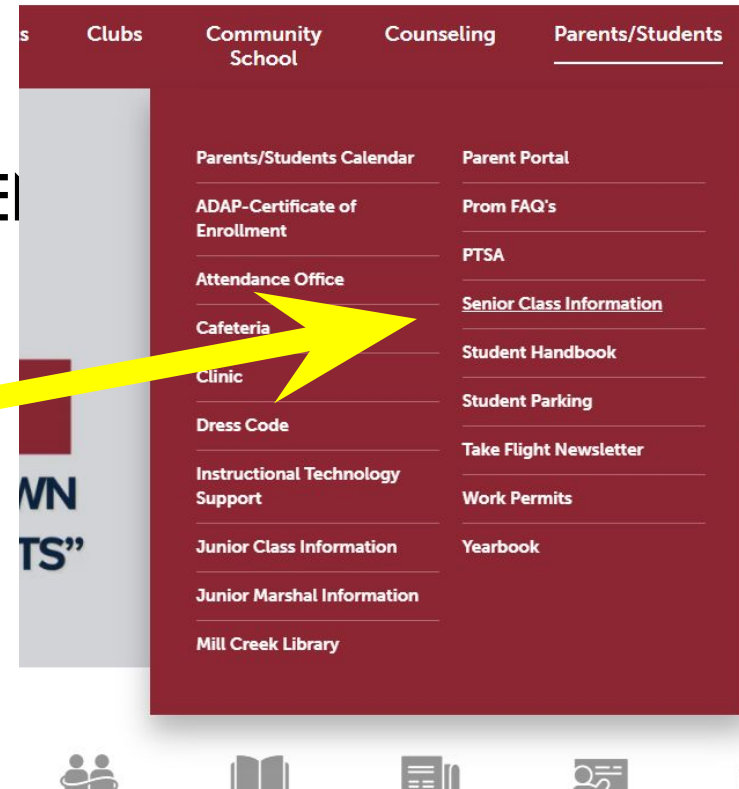 s Clubs Community School Counseling Parents/Students
Parents/Students Calendar
ADAP-Certificate of
Enrollment
Attendance Office
Cafeteria
Clinic
Dress Code
Instructional Technology
Support
Junior Class Information
Junior Marshal Information
Mill Creek Library
Parent Portal
Prom FAQ's
PTSA
Senior Class Information
Student Handbook
Student Parking
Take Flight Newsletter
Work Permits
Yearbook
WN
TS”